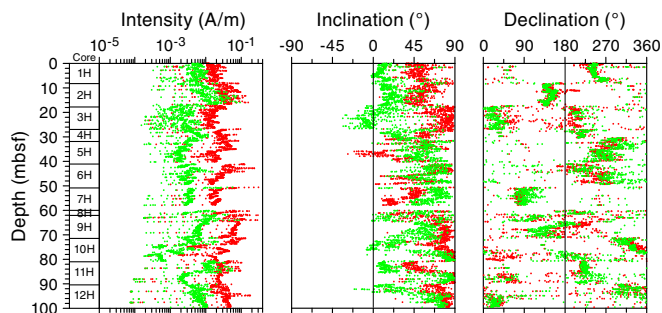 Intensity (A/m) Inclination (°) Declination (°)
Core 10−5 10−3 10−1 -90 0 45 90 0 90 180 270 360
0
1H
10
2H
20
3H
4H
30
5H
40
6H
50
7H
60
8H
9H
70
10H
80
11H
90
12H
100
Depth (mbsf)